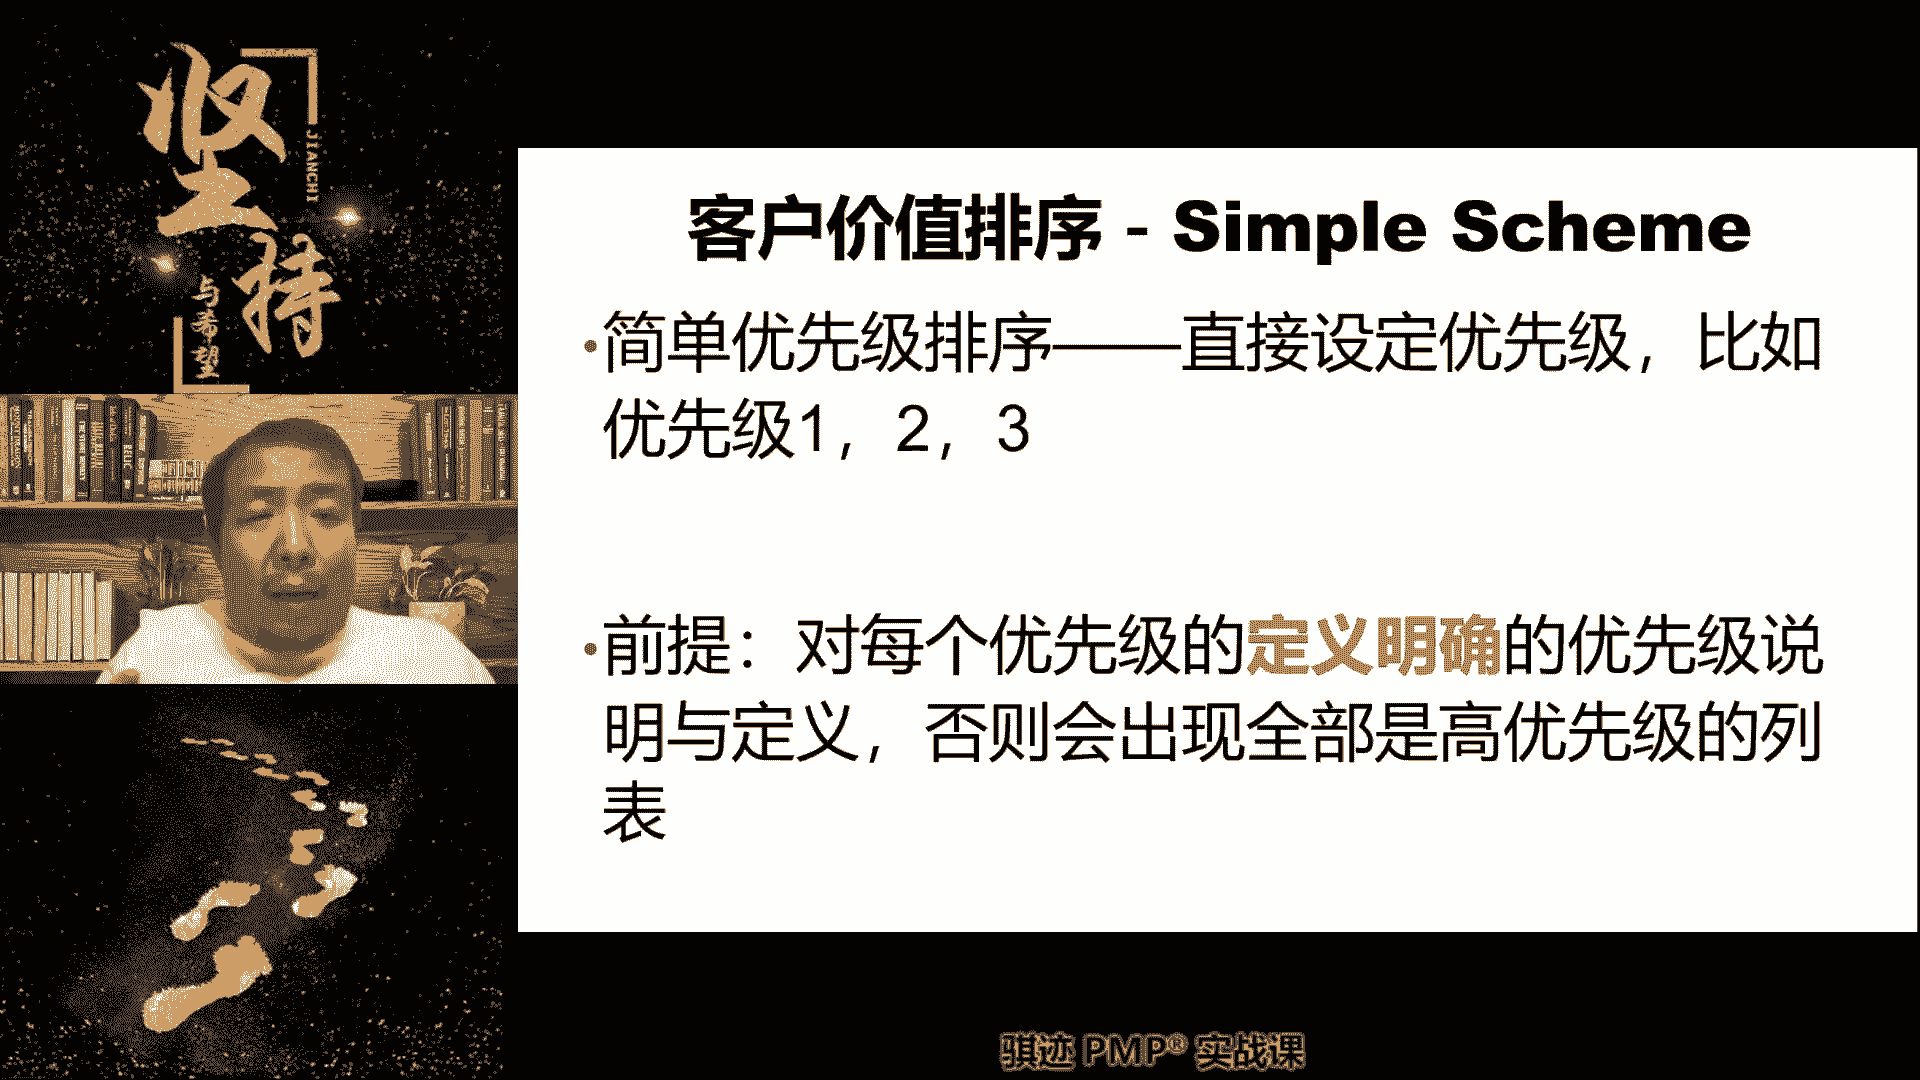 坚持
JIANCHI
与希望
客户价值排序 - Simple Scheme
•简单优先级排序——直接设定优先级，比如
优先级1，2，3
•前提：对每个优先级的定义明确的优先级说
明与定义，否则会出现全部是高优先级的列
表
骐迹 PMP® 实战课